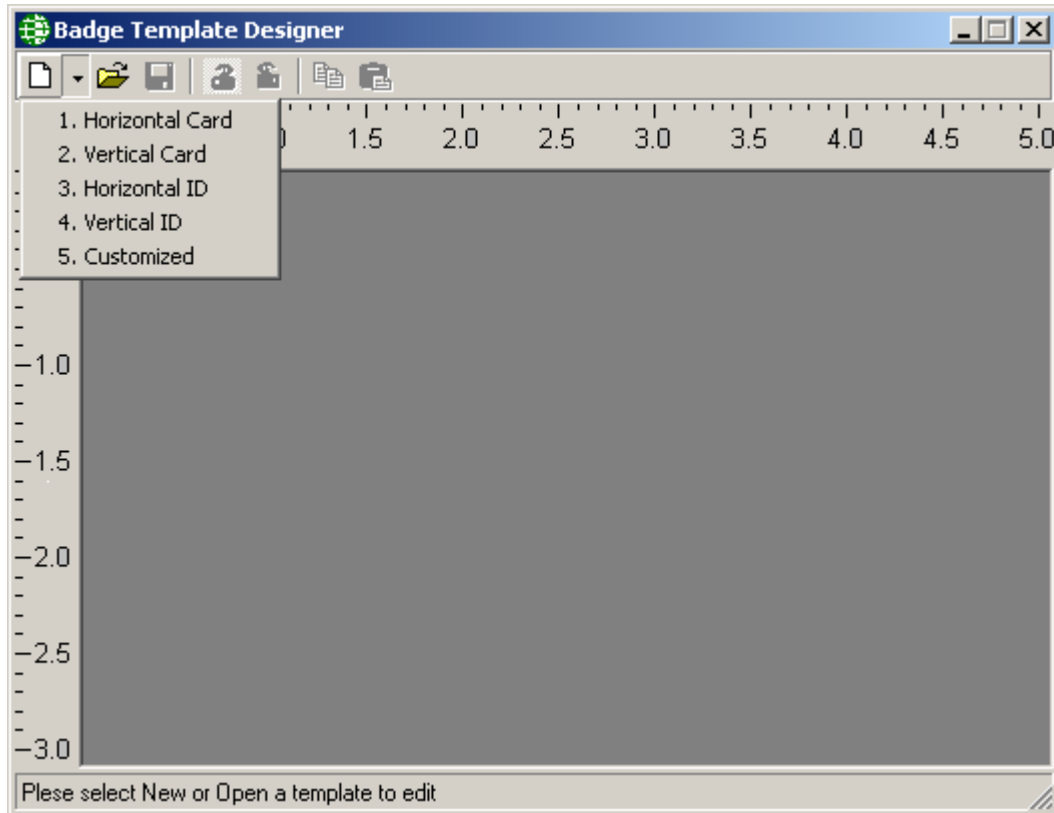 Badge Template Designer
1. Horizontal Card
2. Vertical Card
3. Horizontal ID
4. Vertical ID
5. Customized
1.5 2.0 2.5 3.0 3.5 4.0 4.5 5.0
1.0
1.5
2.0
2.5
3.0
Plese select New or Open a template to edit